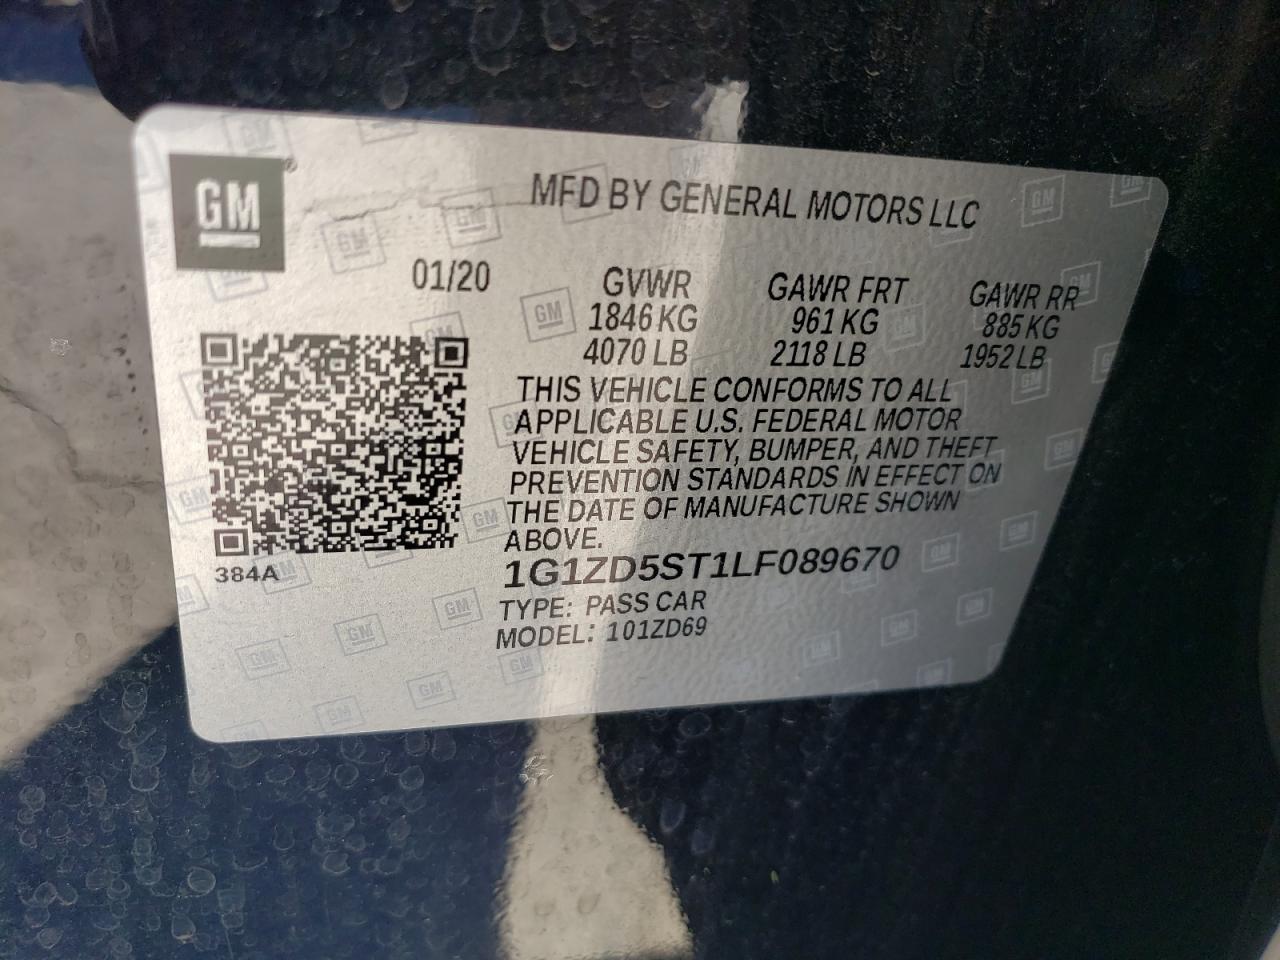 GM
MFD BY GENERAL MOTORS LLC
01/20
GVWR GAWR FRT GAWR RR
1846 KG 961 KG 885 KG
4070 LB 2118 LB 1952 LB
THIS VEHICLE CONFORMS TO ALL
APPLICABLE U.S. FEDERAL MOTOR
VEHICLE SAFETY, BUMPER, AND THEFT
PREVENTION STANDARDS IN EFFECT ON
THE DATE OF MANUFACTURE SHOWN
ABOVE.
384A
1G1ZD5ST1LF089670
TYPE: PASS CAR
MODEL: 101ZD69